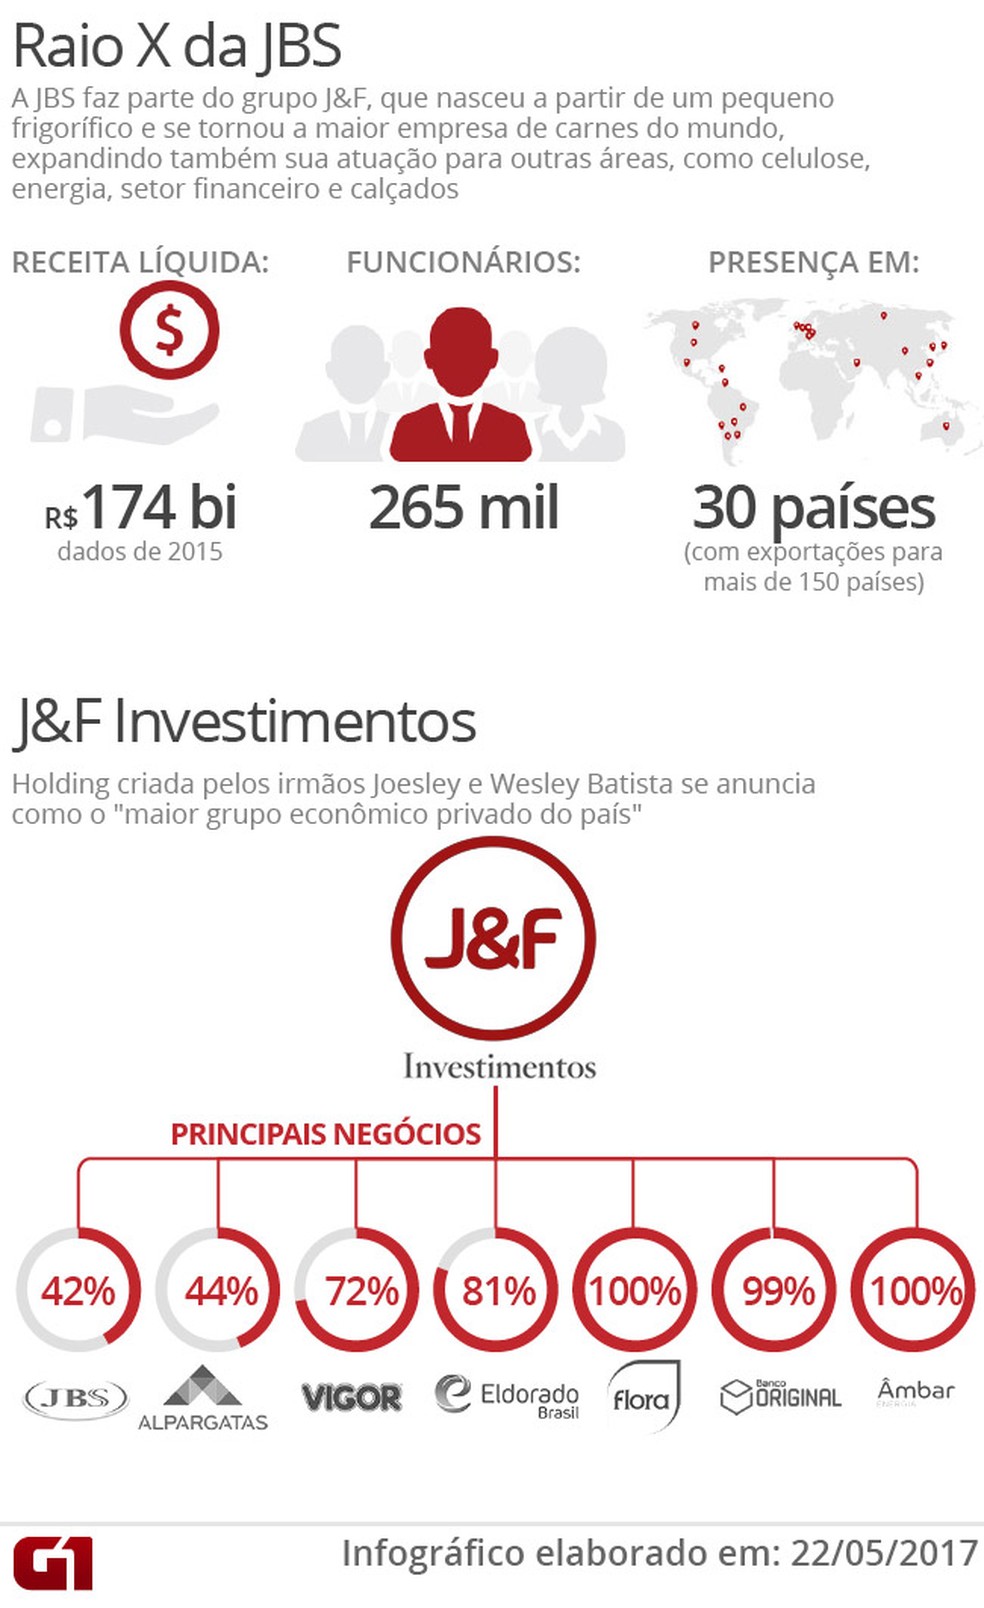 Raio X da JBS
A JBS faz parte do grupo J&F, que nasceu a partir de um pequeno
frigorífico e se tornou a maior empresa de carnes do mundo,
expandindo também sua atuação para outras áreas, como celulose,
energia, setor financeiro e calçados
RECEITA LÍQUIDA:
FUNCIONÁRIOS:
PRESENÇA EM:
$
R$174 bi
dados de 2015
265 mil
30 países
(com exportações para
mais de 150 países)
J&F Investimentos
Holding criada pelos irmãos Joesley e Wesley Batista se anuncia
como o "maior grupo econômico privado do país"
J&F
Investimentos
PRINCIPAIS NEGÓCIOS
42%
44%
72%
81%
100%
99%
100%
JBS
ALPARGATAS
VIGOR
Eldorado
Brasil
flora
Banco
ORIGINAL
Âmbar
ENERGIA
G1
Infográfico elaborado em: 22/05/2017